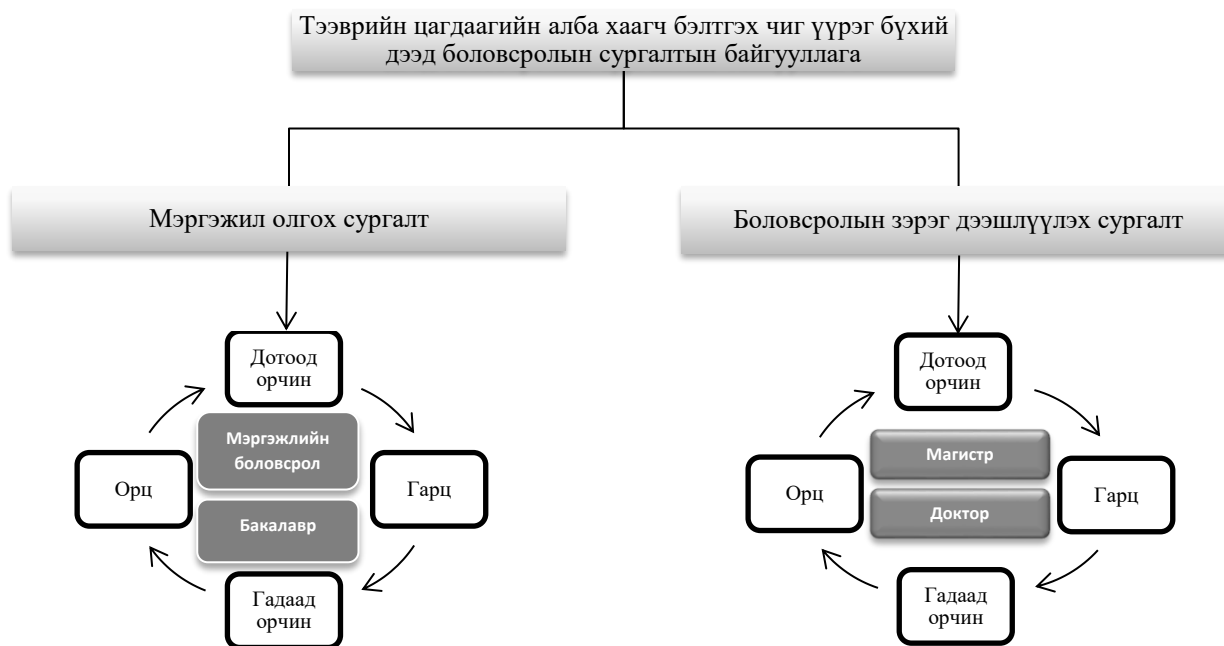 Тээврийн цагдаагийн алба хаагч бэлтгэх чиг үүрэг бүхий
дээд боловсролын сургалтын байгууллага
Мэргэжил олгох сургалт
Боловсролын зэрэг дээшлүүлэх сургалт
Дотоод
орчин
Мэргэжлийн
боловсрол
Орц
Гарц
Бакалавр
Гадаад
орчин
Дотоод
орчин
Магистр
Орц
Гарц
Доктор
Гадаад
орчин